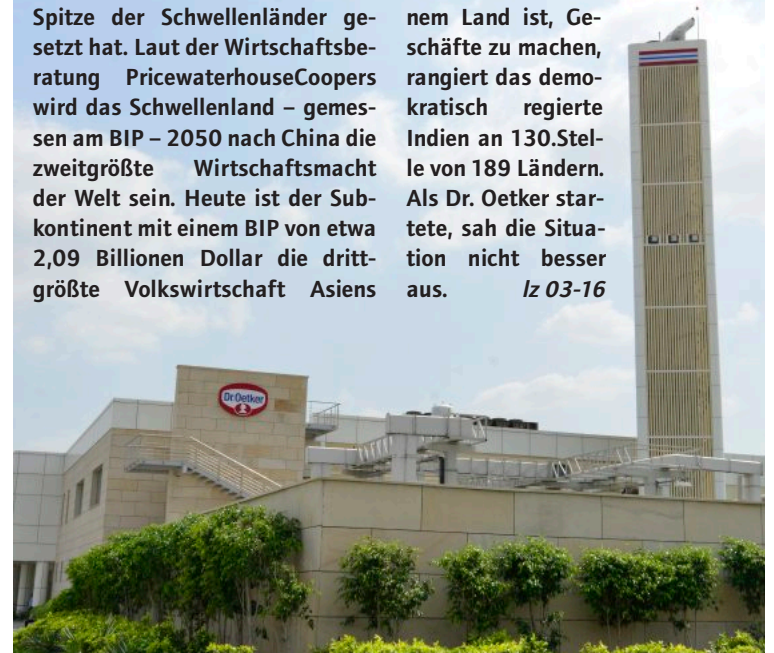 Spitze der Schwellenländer ge-
setzt hat. Laut der Wirtschaftsbe-
ratung PricewaterhouseCoopers
wird das Schwellenland – gemes-
sen am BIP – 2050 nach China die
zweitgrößte Wirtschaftsmacht
der Welt sein. Heute ist der Sub-
kontinent mit einem BIP von etwa
2,09 Billionen Dollar die dritt-
größte Volkswirtschaft Asiens
nem Land ist, Ge-
schäfte zu machen,
rangiert das demo-
kratisch regierte
Indien an 130.Stel-
le von 189 Ländern.
Als Dr. Oetker star-
tete, sah die Situa-
tion nicht besser
aus. lz 03-16
Dr.Oetker